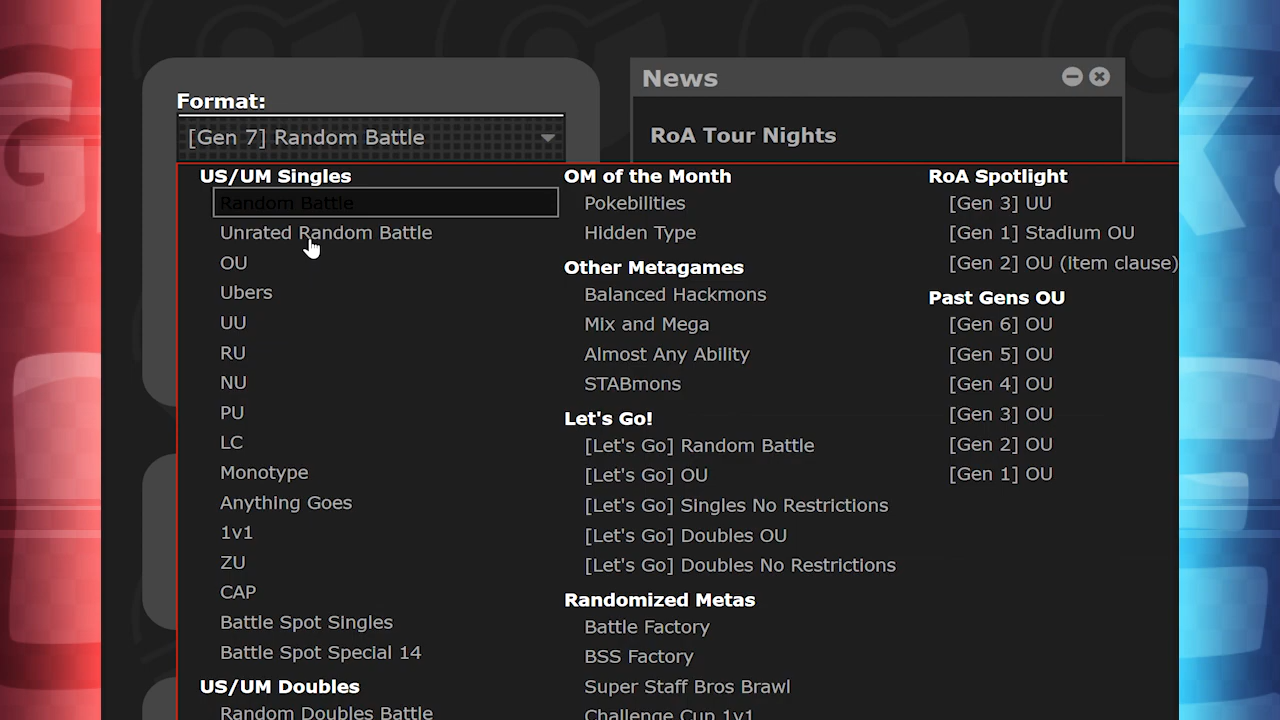 Format:
[Gen 7] Random Battle
News
RoA Tour Nights
US/UM Singles
Random Battle
Unrated Random Battle
OU
Ubers
UU
RU
NU
PU
LC
Monotype
Anything Goes
1v1
ZU
CAP
Battle Spot Singles
Battle Spot Special 14
US/UM Doubles
Random Doubles Battle
OM of the Month
Pokebilities
Hidden Type
Other Metagames
Balanced Hackmons
Mix and Mega
Almost Any Ability
STABmons
Let's Go!
[Let's Go] Random Battle
[Let's Go] OU
[Let's Go] Singles No Restrictions
[Let's Go] Doubles OU
[Let's Go] Doubles No Restrictions
Randomized Metas
Battle Factory
BSS Factory
Super Staff Bros Brawl
Challenge Cup 1v1
RoA Spotlight
[Gen 3] UU
[Gen 1] Stadium OU
[Gen 2] OU (Item clause)
Past Gens OU
[Gen 6] OU
[Gen 5] OU
[Gen 4] OU
[Gen 3] OU
[Gen 2] OU
[Gen 1] OU